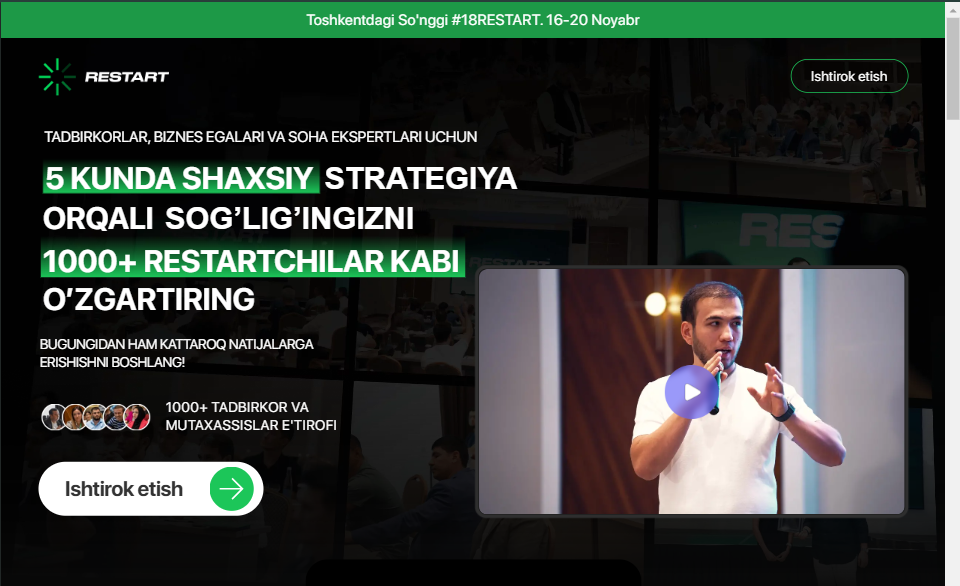 Toshkentdagi So'nggi #18RESTART. 16-20 Noyabr
RESTART
Ishtirok etish
TADBIRKORLAR, BIZNES EGALARI VA SOHA EKSPERTLARI UCHUN
5 KUNDA SHAXSIY STRATEGIYA
ORQALI SOG’LIG’INGIZNI
1000+ RESTARTCHILAR KABI
O’ZGARTIRING
RES
RESTART
BUGUNGIDAN HAM KATTAROQ NATIJALARGA
ERISHISHNI BOSHLANG!
1000+ TADBIRKOR VA
MUTAXASSISLAR E'TIROFI
Ishtirok etish